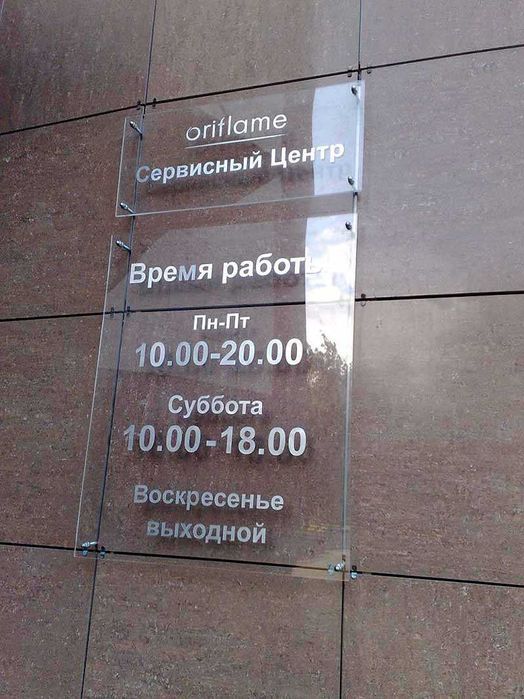 oriflame
Сервисный Центр
Время работы
Пн-Пт
10.00-20.00
Суббота
10.00-18.00
Воскресенье
выходной